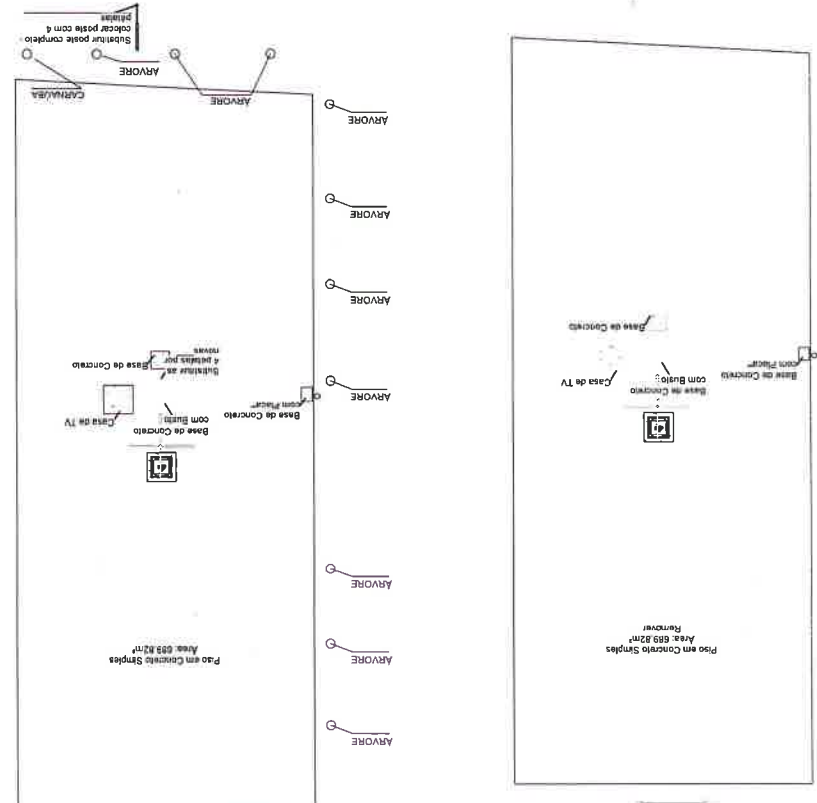 Piso em Concreto Simples
Área: 689.82m²
Remover
Base de Concreto
com Busto
Base de Concreto
com Placa
Casa de TV
Base de Concreto
ARVORE
ARVORE
ARVORE
Piso em Concreto Simples
Área: 689.82m²
Base de Concreto
com Placa
Base de Concreto
com Busto
Casa de TV
ARVORE
Substituir as
4 pétalas por
novas
Base de Concreto
ARVORE
ARVORE
ARVORE
ARVORE
CARNAÚBA
ARVORE
Substituir poste completo
colocar poste com 4
pétalas